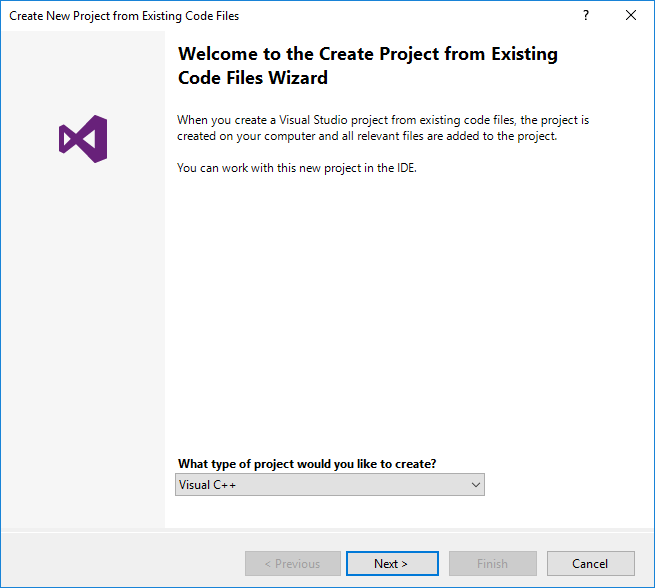 Create New Project from Existing Code Files
?
Welcome to the Create Project from Existing
Code Files Wizard
When you create a Visual Studio project from existing code files, the project is
created on your computer and all relevant files are added to the project.
You can work with this new project in the IDE.
What type of project would you like to create?
Visual C++
< Previous
Next >
Finish
Cancel